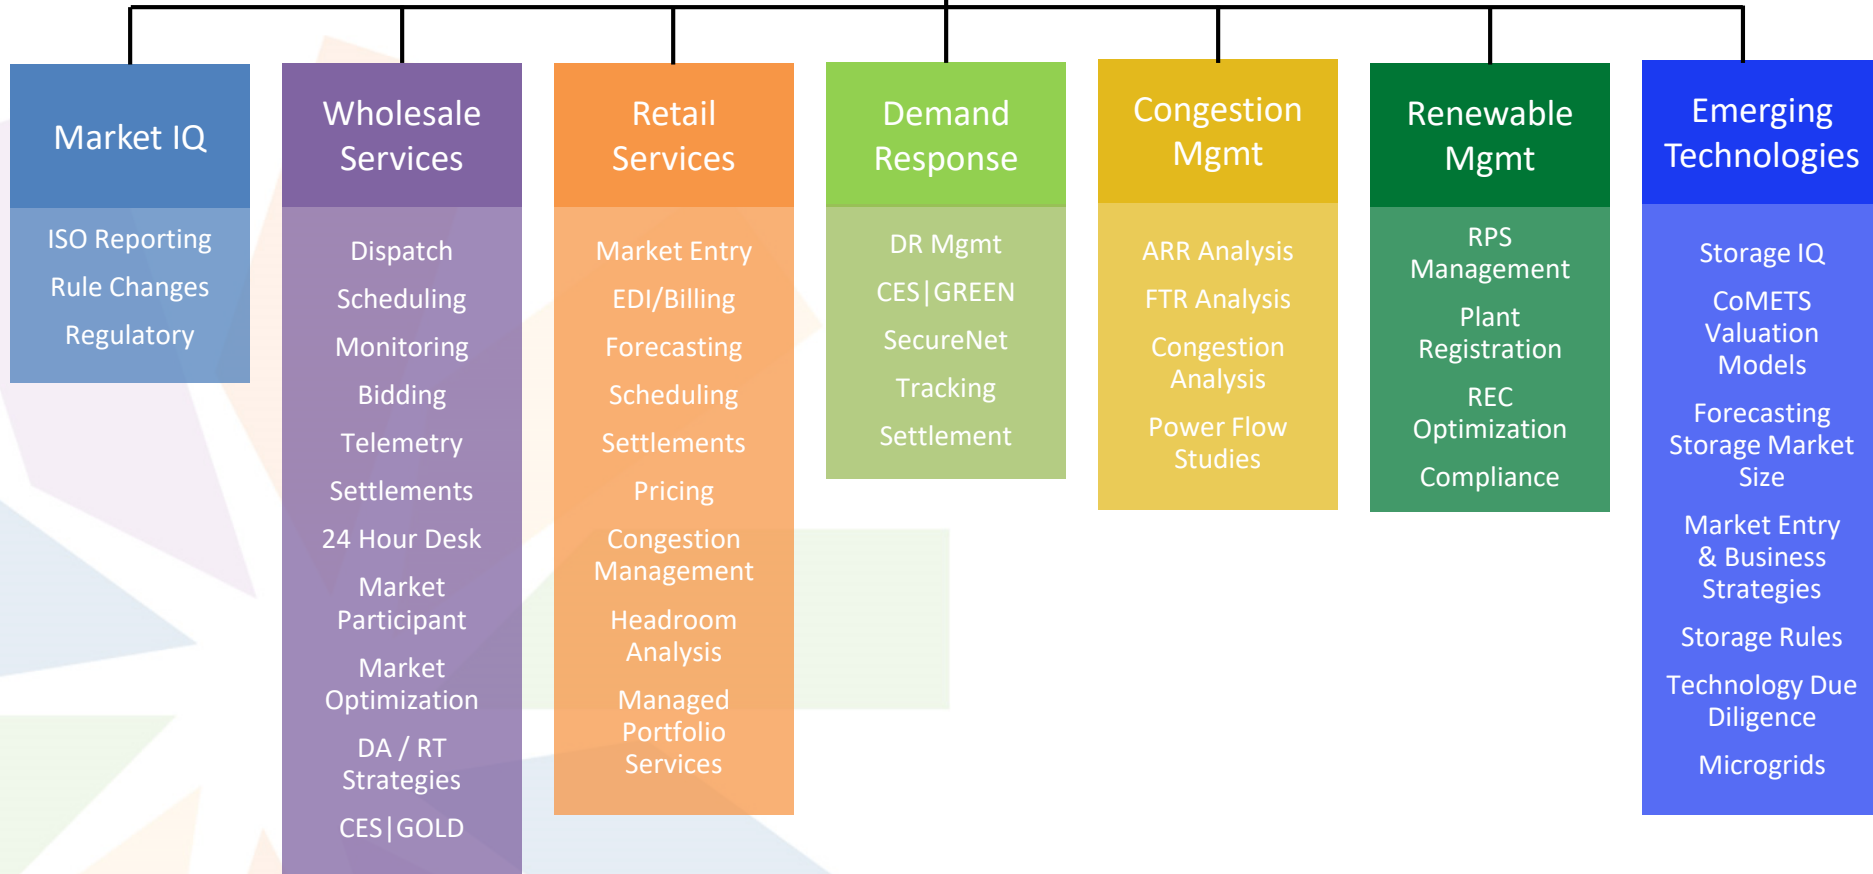 Market IQ
ISO Reporting
Rule Changes
Regulatory
Wholesale
Services
Dispatch
Scheduling
Monitoring
Bidding
Telemetry
Settlements
24 Hour Desk
Market
Participant
Market
Optimization
DA / RT
Strategies
CES|GOLD
Retail
Services
Market Entry
EDI/Billing
Forecasting
Scheduling
Settlements
Pricing
Congestion
Management
Headroom
Analysis
Managed
Portfolio
Services
Demand
Response
DR Mgmt
CES|GREEN
SecureNet
Tracking
Settlement
Congestion
Mgmt
ARR Analysis
FTR Analysis
Congestion
Analysis
Power Flow
Studies
Renewable
Mgmt
RPS
Management
Plant
Registration
REC
Optimization
Compliance
Emerging
Technologies
Storage IQ
CoMETS
Valuation
Models
Forecasting
Storage Market
Size
Market Entry
& Business
Strategies
Storage Rules
Technology Due
Diligence
Microgrids